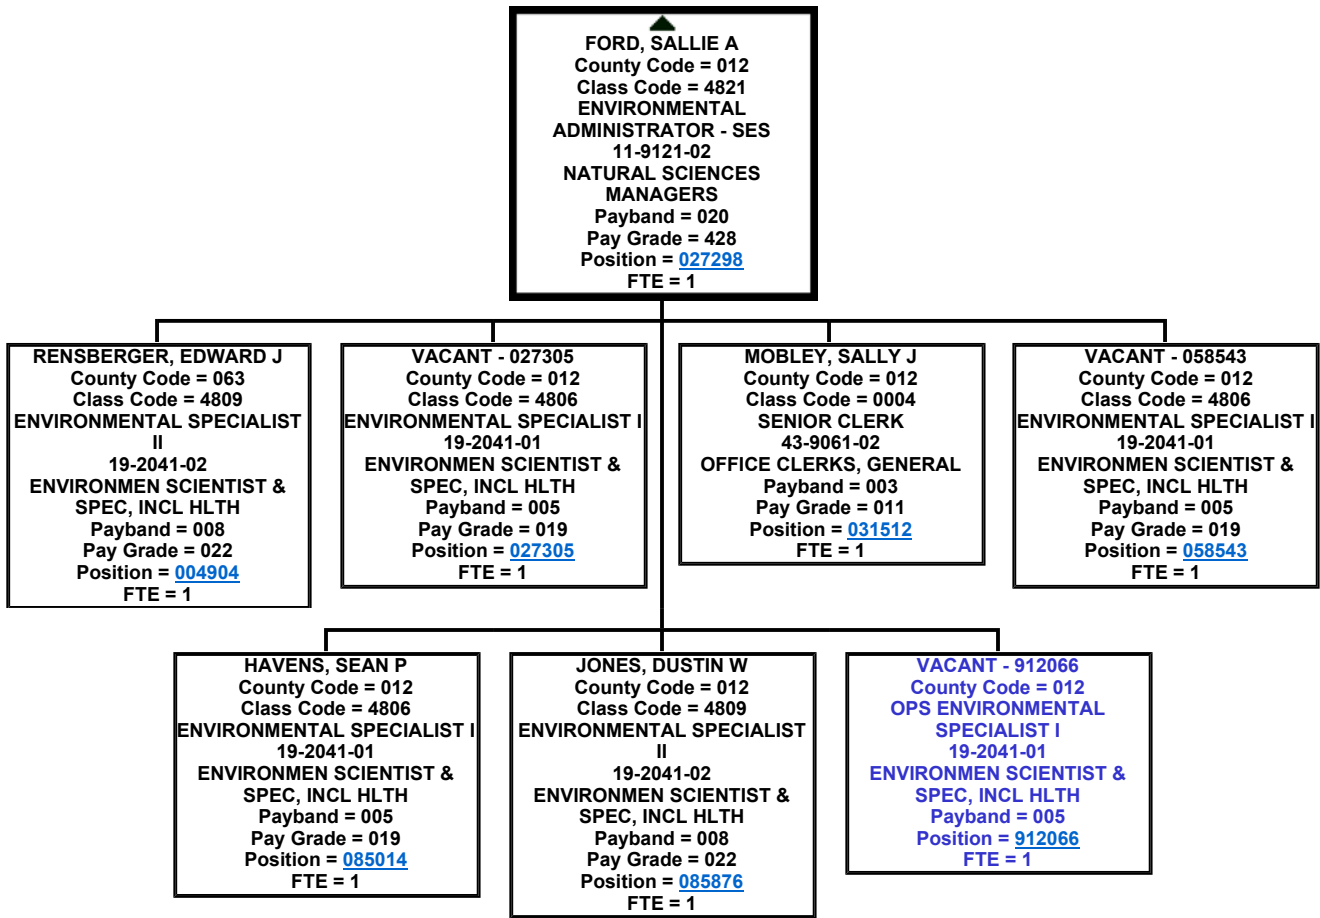 FORD, SALLIE A
County Code = 012
Class Code = 4821
ENVIRONMENTAL
ADMINISTRATOR - SES
11-9121-02
NATURAL SCIENCES
MANAGERS
Payband = 020
Pay Grade = 428
Position = 027298
FTE = 1
RENSBERGER, EDWARD J
County Code = 063
Class Code = 4809
ENVIRONMENTAL SPECIALIST
II
19-2041-02
ENVIRONMEN SCIENTIST &
SPEC, INCL HLTH
Payband = 008
Pay Grade = 022
Position = 004904
FTE = 1
VACANT - 027305
County Code = 012
Class Code = 4806
ENVIRONMENTAL SPECIALIST I
19-2041-01
ENVIRONMEN SCIENTIST &
SPEC, INCL HLTH
Payband = 005
Pay Grade = 019
Position = 027305
FTE = 1
MOBLEY, SALLY J
County Code = 012
Class Code = 0004
SENIOR CLERK
43-9061-02
OFFICE CLERKS, GENERAL
Payband = 003
Pay Grade = 011
Position = 031512
FTE = 1
VACANT - 058543
County Code = 012
Class Code = 4806
ENVIRONMENTAL SPECIALIST I
19-2041-01
ENVIRONMEN SCIENTIST &
SPEC, INCL HLTH
Payband = 005
Pay Grade = 019
Position = 058543
FTE = 1
HAVENS, SEAN P
County Code = 012
Class Code = 4806
ENVIRONMENTAL SPECIALIST I
19-2041-01
ENVIRONMEN SCIENTIST &
SPEC, INCL HLTH
Payband = 005
Pay Grade = 019
Position = 085014
FTE = 1
JONES, DUSTIN W
County Code = 012
Class Code = 4809
ENVIRONMENTAL SPECIALIST
II
19-2041-02
ENVIRONMEN SCIENTIST &
SPEC, INCL HLTH
Payband = 008
Pay Grade = 022
Position = 085876
FTE = 1
VACANT - 912066
County Code = 012
OPS ENVIRONMENTAL
SPECIALIST I
19-2041-01
ENVIRONMEN SCIENTIST &
SPEC, INCL HLTH
Payband = 005
Position = 912066
FTE = 1